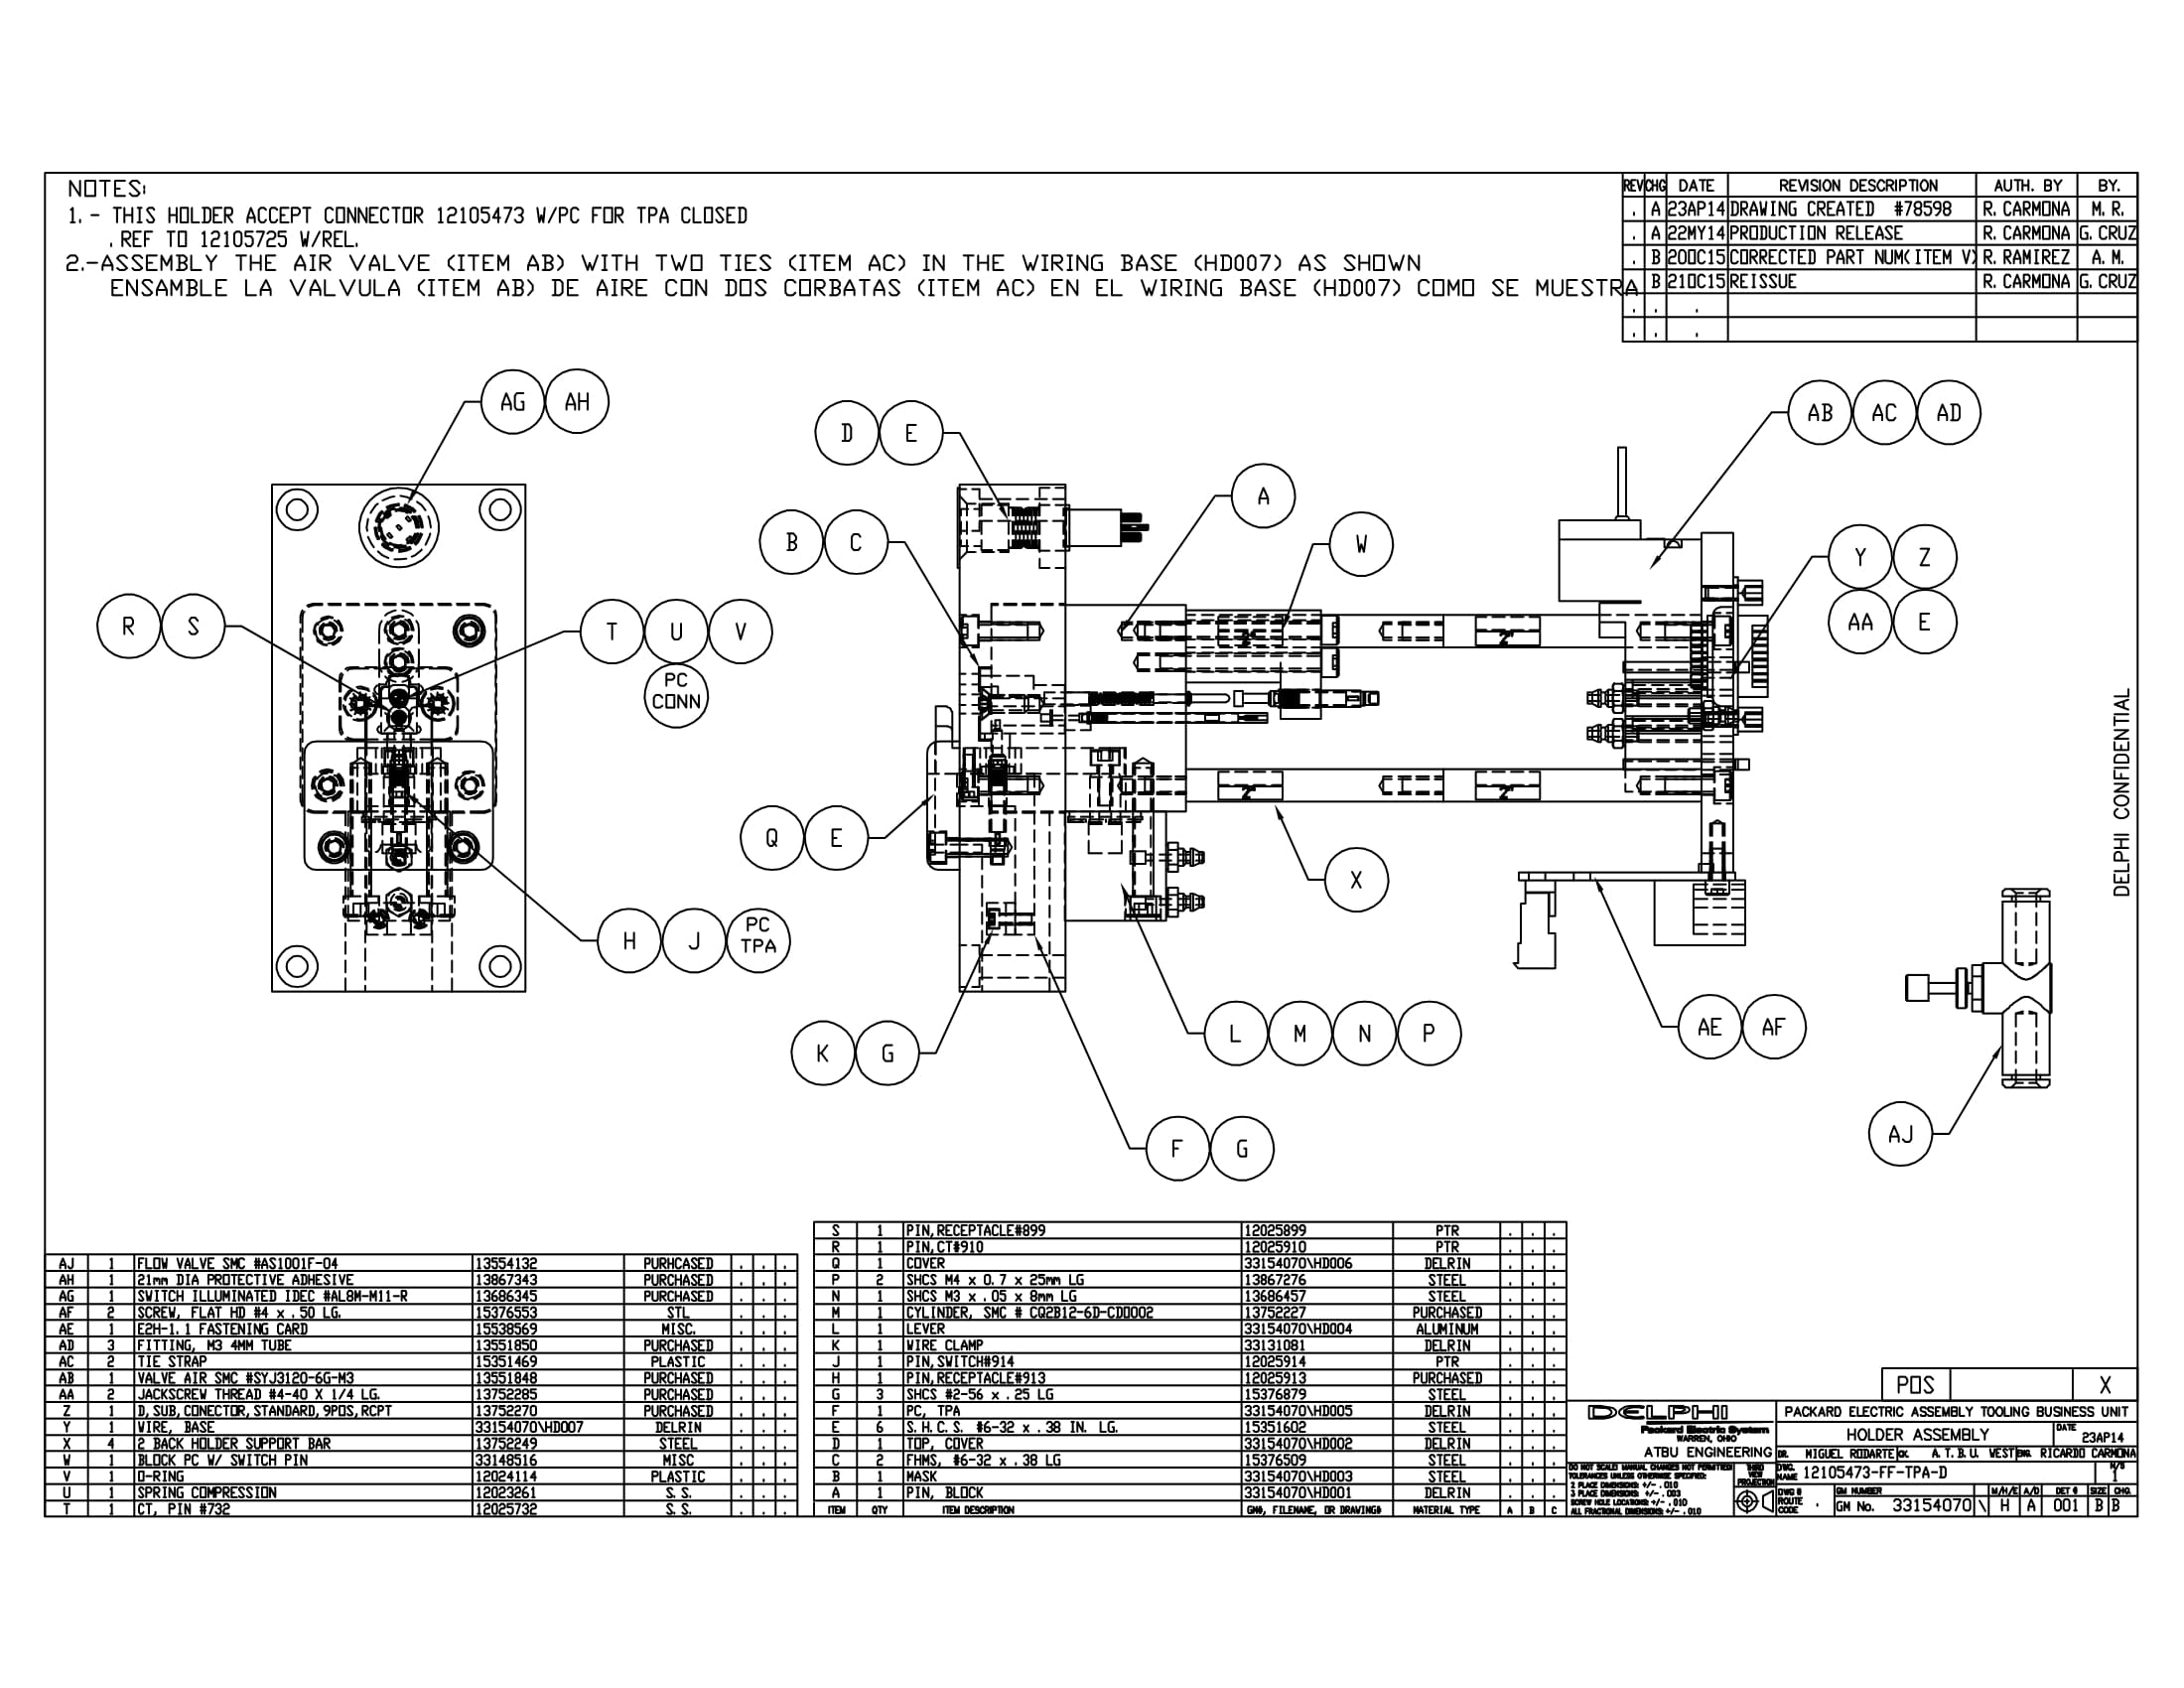 NOTES:
1.- THIS HOLDER ACCEPT CONNECTOR 12105473 W/PC FOR TPA CLOSED
. REF TO 12105725 W/REL.
2.-ASSEMBLY THE AIR VALVE (ITEM AB) WITH TWO TIES (ITEM AC) IN THE WIRING BASE (HD007) AS SHOWN
ENSAMBLE LA VALVULA (ITEM AB) DE AIRE CON DOS CORBATAS (ITEM AC) EN EL WIRING BASE (HD007) COMO SE MUESTRA
REV CHG DATE REVISION DESCRIPTION AUTH. BY BY.
. A 23AP14 DRAWING CREATED #78598 R. CARMONA M. R.
. A 22MY14 PRODUCTION RELEASE R. CARMONA G. CRUZ
. B 20OC15 CORRECTED PART NUM(ITEM V) R. RAMIREZ A. M.
. B 21OC15 REISSUE R. CARMONA G. CRUZ
. . .
. . .
AG AH
D E
AB AC AD
A
B C
W
Y Z
AA E
R S
T U V
PC
CONN
2"
2"
2"
2"
Q E
X
H J
PC
TPA
K G
L M N P
AE AF
F G
AJ
DELPHI CONFIDENTIAL
AJ 1 FLOW VALVE SMC #AS1001F-04 13554132 PURHCASED . . .
AH 1 21mm DIA PROTECTIVE ADHESIVE 13867343 PURCHASED . . .
AG 1 SWITCH ILLUMINATED IDEC #AL8M-M11-R 13686345 PURCHASED . . .
AF 2 SCREW, FLAT HD #4 x .50 LG. 15376553 STL . . .
AE 1 E2H-1.1 FASTENING CARD 15538569 MISC. . . .
AD 3 FITTING, M3 4MM TUBE 13551850 PURCHASED . . .
AC 2 TIE STRAP 15351469 PLASTIC . . .
AB 1 VALVE AIR SMC #SYJ3120-6G-M3 13551848 PURCHASED . . .
AA 2 JACKSCREW THREAD #4-40 X 1/4 LG. 13752285 PURCHASED . . .
Z 1 D,SUB,CONECTOR,STANDARD,9POS,RCPT 13752270 PURCHASED . . .
Y 1 WIRE, BASE 33154070\HD007 DELRIN . . .
X 4 2 BACK HOLDER SUPPORT BAR 13752249 STEEL . . .
W 1 BLOCK PC W/ SWITCH PIN 33148516 MISC . . .
V 1 O-RING 12024114 PLASTIC . . .
U 1 SPRING COMPRESSION 12023261 S. S. . . .
T 1 CT, PIN #732 12025732 S. S. . . .
S 1 PIN,RECEPTACLE#899 12025899 PTR . . .
R 1 PIN,CT#910 12025910 PTR . . .
Q 1 COVER 33154070\HD006 DELRIN . . .
P 2 SHCS M4 x 0.7 x 25mm LG 13867276 STEEL . . .
N 1 SHCS M3 x .05 x 8mm LG 13686457 STEEL . . .
M 1 CYLINDER, SMC # CQ2B12-6D-CD0002 13752227 PURCHASED . . .
L 1 LEVER 33154070\HD004 ALUMINUM . . .
K 1 WIRE CLAMP 33131081 DELRIN . . .
J 1 PIN,SWITCH#914 12025914 PTR . . .
H 1 PIN,RECEPTACLE#913 12025913 PURCHASED . . .
G 3 SHCS #2-56 x .25 LG 15376879 STEEL . . .
F 1 PC, TPA 33154070\HD005 DELRIN . . .
E 6 S.H.C.S. #6-32 x .38 IN. LG. 15351602 STEEL . . .
D 1 TOP, COVER 33154070\HD002 DELRIN . . .
C 2 FHMS, #6-32 x .38 LG 15376509 STEEL . . .
B 1 MASK 33154070\HD003 STEEL . . .
A 1 PIN, BLOCK 33154070\HD001 DELRIN . . .
ITEM QTY ITEM DESCRIPTION GM#, FILENAME, OR DRAWING# MATERIAL TYPE A B C
POS X
DELPHI
Packard Electric Systems
WARREN, OHIO
ATBU ENGINEERING
PACKARD ELECTRIC ASSEMBLY TOOLING BUSINESS UNIT
HOLDER ASSEMBLY DATE 23AP14
DR. MIGUEL RODARTE CK. A.T.B.U. WEST ENG. RICARDO CARMONA
DO NOT SCALE! MANUAL CHANGES NOT PERMITTED!
TOLERANCES UNLESS OTHERWISE SPECIFIED:
2 PLACE DIMENSIONS: +/- .010
3 PLACE DIMENSIONS: +/- .003
SCREW HOLE LOCATIONS: +/- .010
ALL FRACTIONAL DIMENSIONS: +/- .010
THIRD
VIEW
PROJECTION
DWG. NAME 12105473-FF-TPA-D N/S 1
DWG # ROUTE CODE . GM NUMBER M/H/E A/D DET # SIZE CHG.
GM No. 33154070 \ H A 001 B B